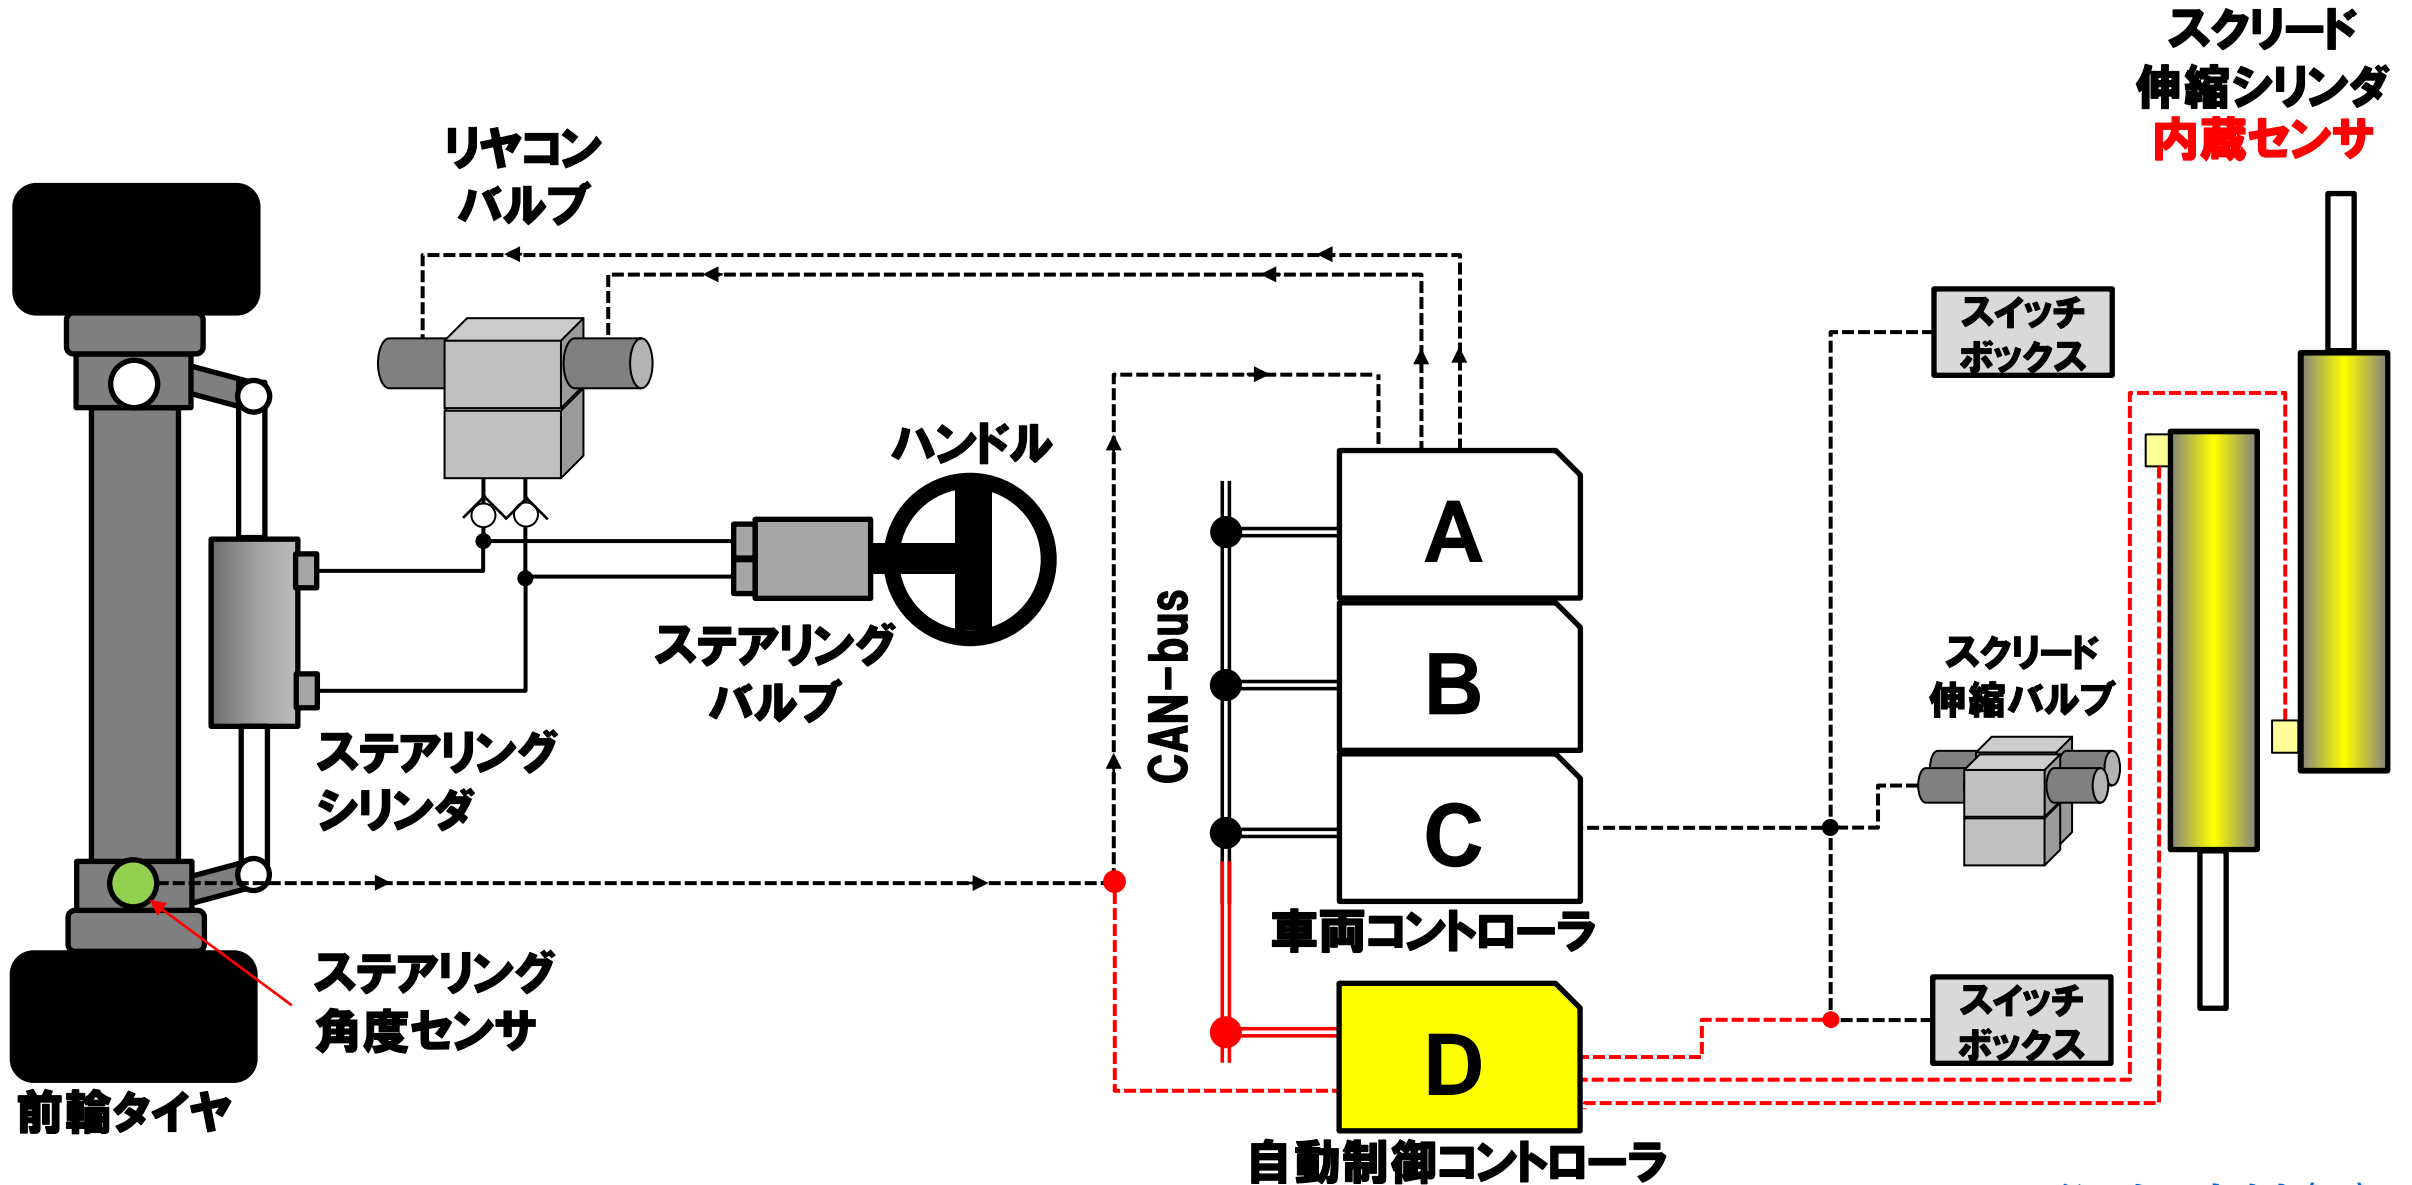 スクリード
伸縮シリンダ
内蔵センサ
リヤコン
バルブ
スイッチ
ボックス
ハンドル
A
ステアリング
バルブ
CAN-bus
B
スクリード
伸縮バルブ
ステアリング
シリンダ
C
車両コントローラ
ステアリング
角度センサ
スイッチ
ボックス
D
前輪タイヤ
自動制御コントローラ